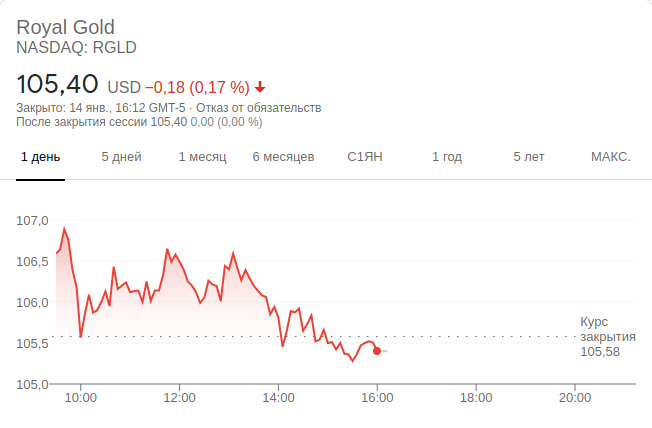 Royal Gold
NASDAQ: RGLD
105,40 USD −0,18 (0,17 %)
Закрыто: 14 янв., 16:12 GMT-5 · Отказ от обязательств
После закрытия сессии 105,40 0,00 (0,00 %)
1 день 5 дней 1 месяц 6 месяцев С1ЯН 1 год 5 лет МАКС.
107,0
106,5
106,0
105,5
105,0
Курс
закрытия
105,58
10:00 12:00 14:00 16:00 18:00 20:00